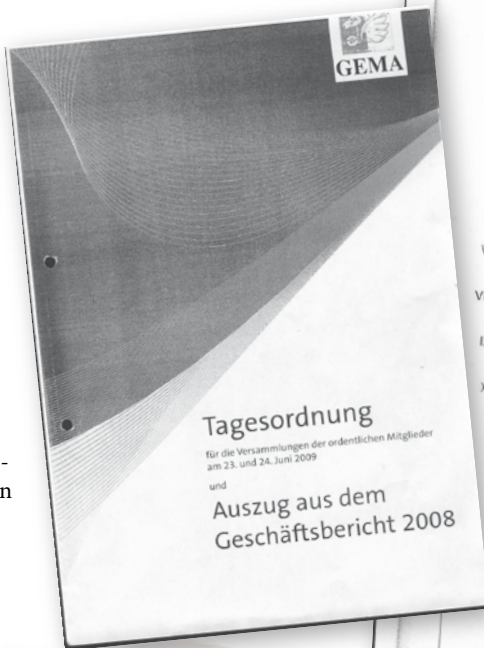 GEMA
Tagesordnung
für die Versammlungen der ordentlichen Mitglieder
am 23. und 24. Juni 2009
und
Auszug aus dem
Geschäftsbericht 2008
-
n